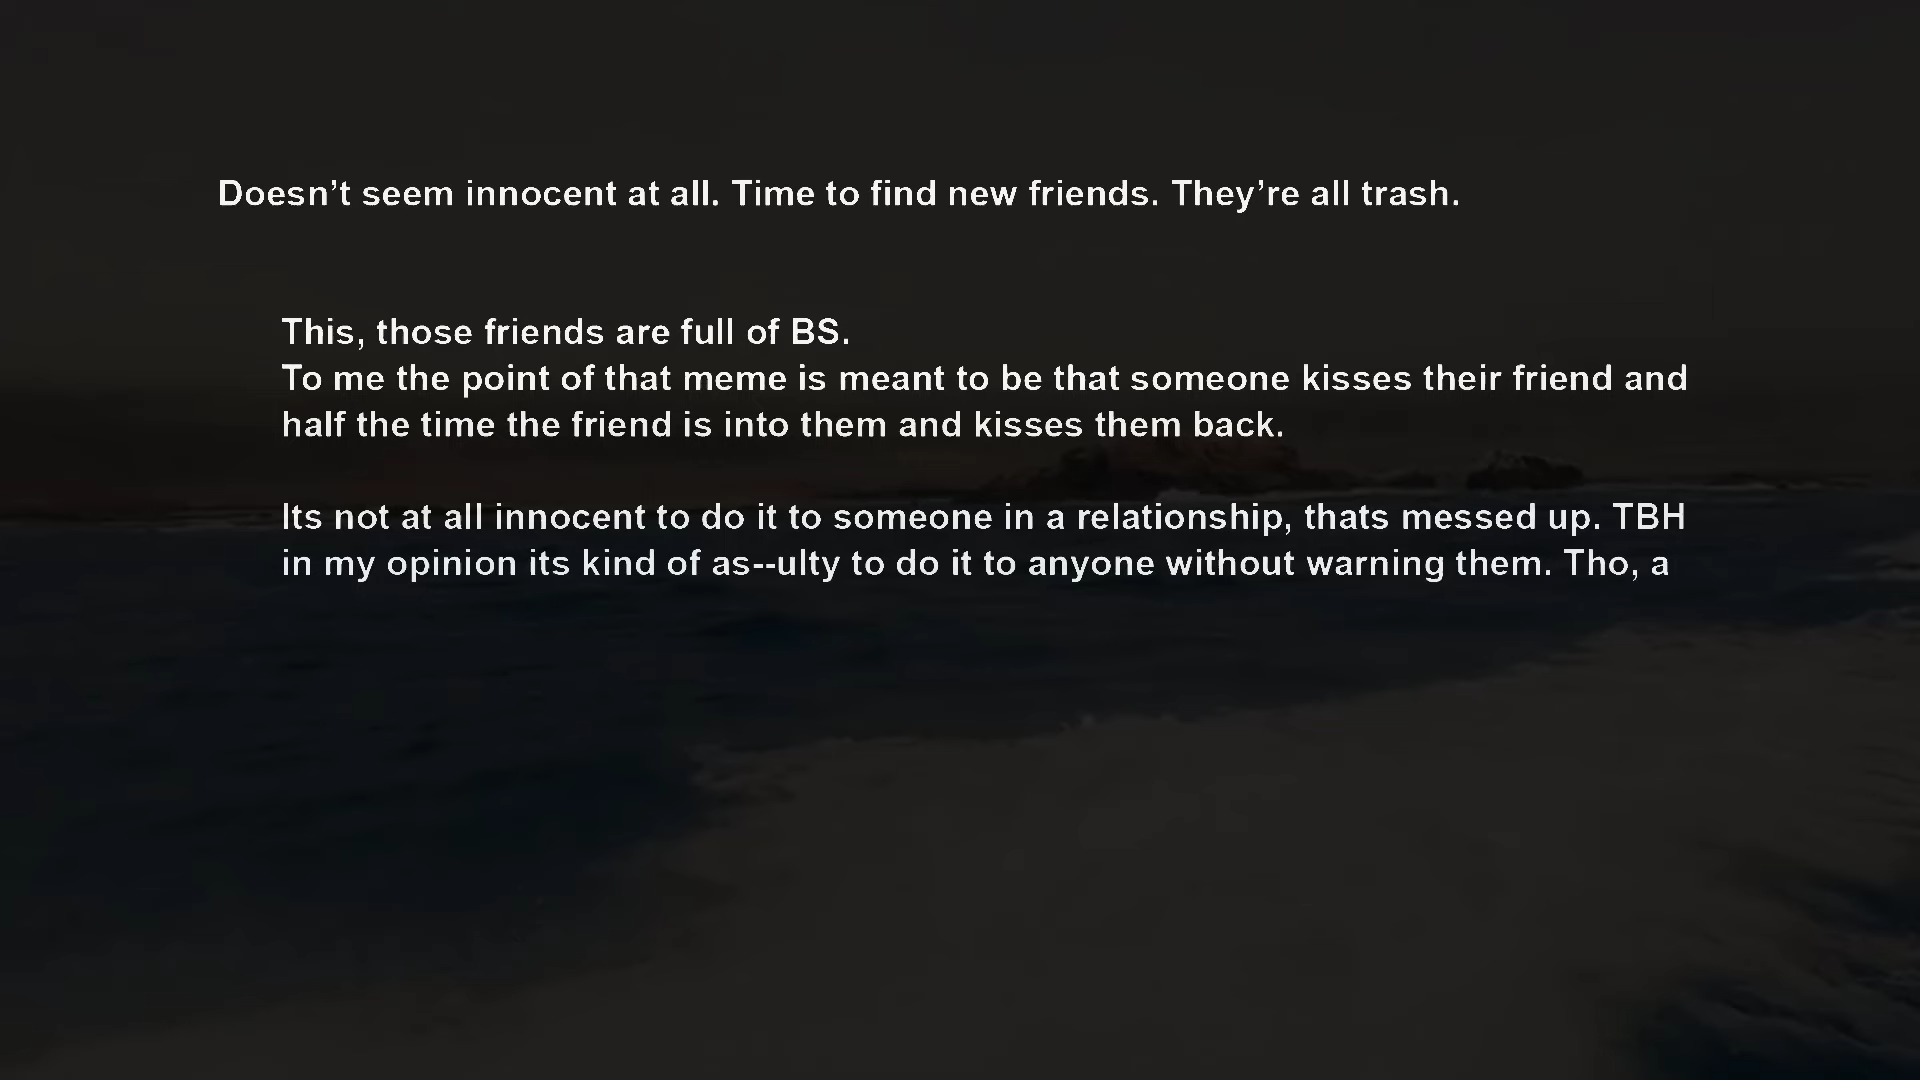 Doesn’t seem innocent at all. Time to find new friends. They’re all trash.
This, those friends are full of BS.
To me the point of that meme is meant to be that someone kisses their friend and
half the time the friend is into them and kisses them back.
Its not at all innocent to do it to someone in a relationship, thats messed up. TBH
in my opinion its kind of as--ulty to do it to anyone without warning them. Tho, a